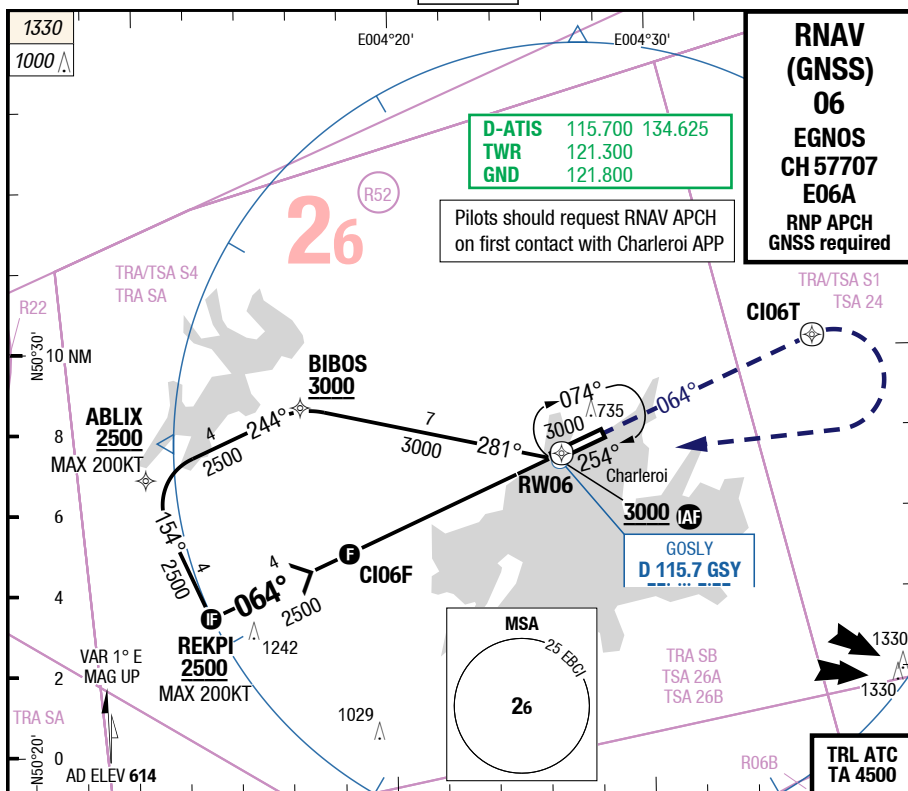 1330
1000
E004°20'
E004°30'
RNAV
(GNSS)
06
EGNOS
CH 57707
E06A
RNP APCH
GNSS required
D-ATIS 115.700 134.625
TWR 121.300
GND 121.800
Pilots should request RNAV APCH
on first contact with Charleroi APP
R52
26
TRA/TSA S4
TRA SA
R22
TRA/TSA S1
TSA 24
CI06T
N50°30'
10 NM
BIBOS
3000
ABLIX
2500
MAX 200KT
4
244°
2500
7
3000
281°
074°
3000
735
254°
064°
Charleroi
RW06
8
6
4
2
0
3000 IAF
GOSLY
D 115.7 GSY
154°
4
2500
F
CI06F
4
064°
2500
IF
REKPI
2500
MAX 200KT
1242
1029
MSA
25 EBCI
26
TRA SB
TSA 26A
TSA 26B
1330
1330
VAR 1° E
MAG UP
TRA SA
N50°20'
AD ELEV 614
R06B
TRL ATC
TA 4500